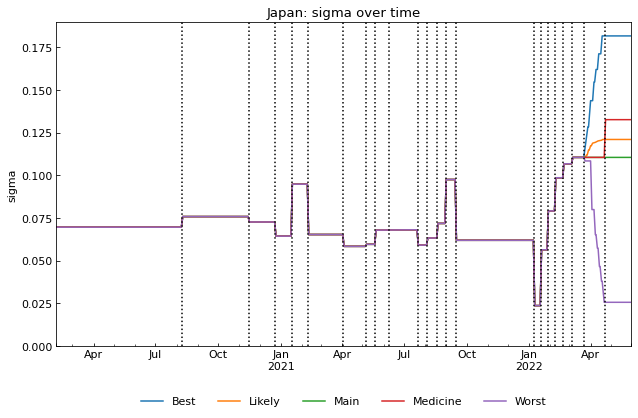 Japan: sigma over time
sigma
0.175
0.150
0.125
0.100
0.075
0.050
0.025
0.000
Apr Jul Oct Jan Apr Jul Oct Jan Apr
2021 2022
Best Likely Main Medicine Worst